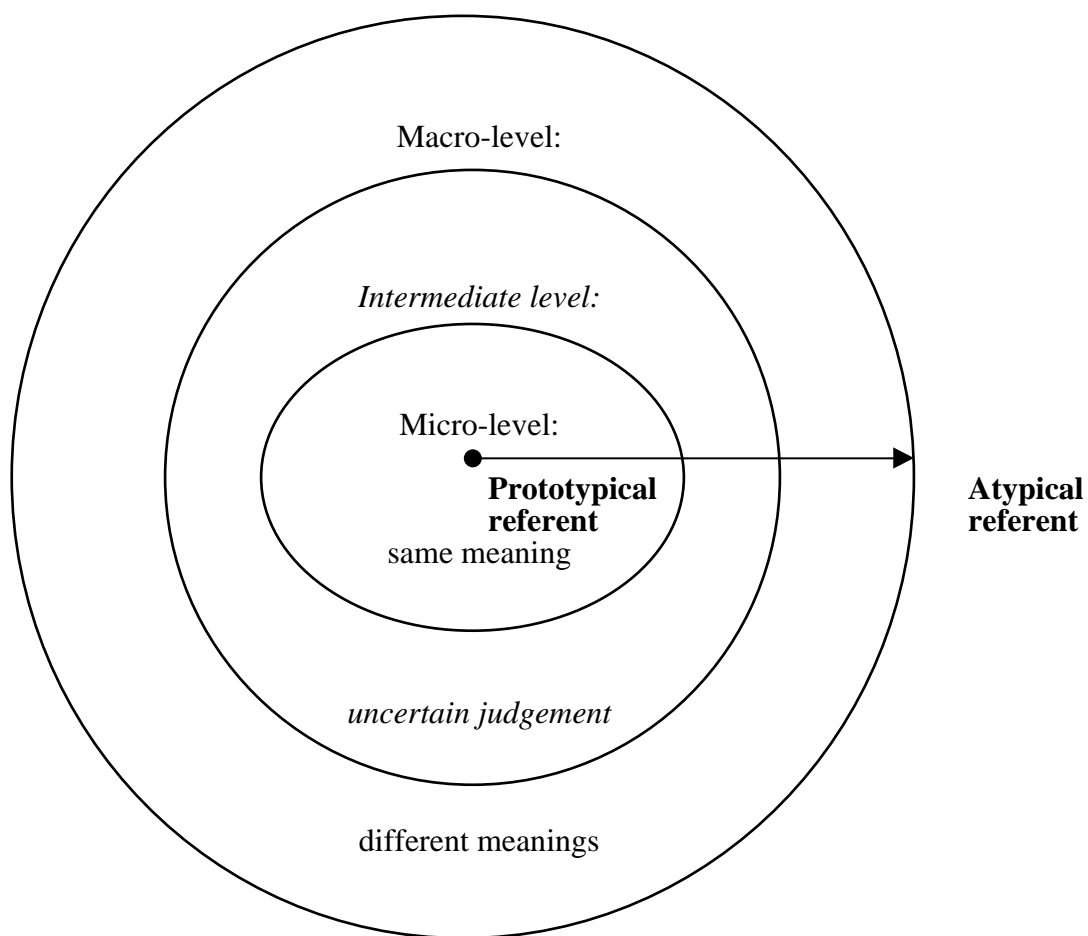 Macro-level:
Intermediate level:
Micro-level:
Prototypical
referent
Atypical
referent
same meaning
uncertain judgement
different meanings